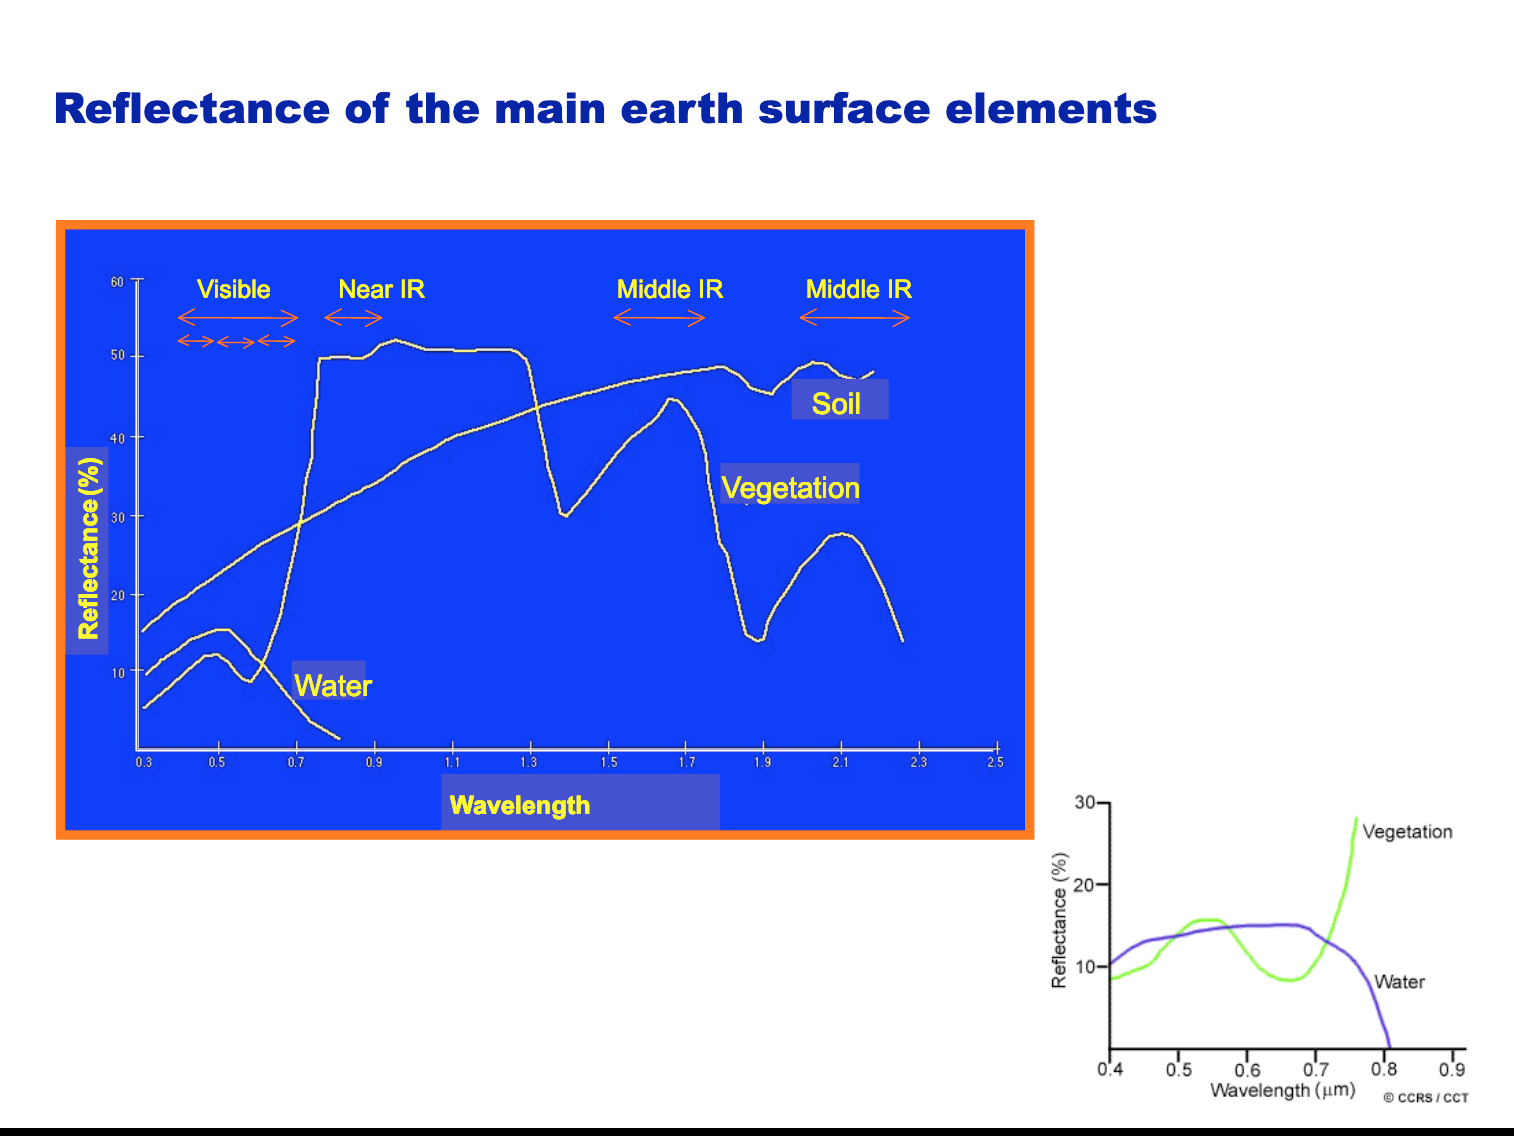 Reflectance of the main earth surface elements
Visible
Near IR
Middle IR
Middle IR
60
50
40
30
20
10
Reflectance (%)
Soil
Vegetation
Water
0.3 0.5 0.7 0.9 1.1 1.3 1.5 1.7 1.9 2.1 2.3 2.5
Wavelength
30
20
10
Reflectance (%)
Vegetation
Water
0.4 0.5 0.6 0.7 0.8 0.9
Wavelength (μm)
© CCRS / CCT